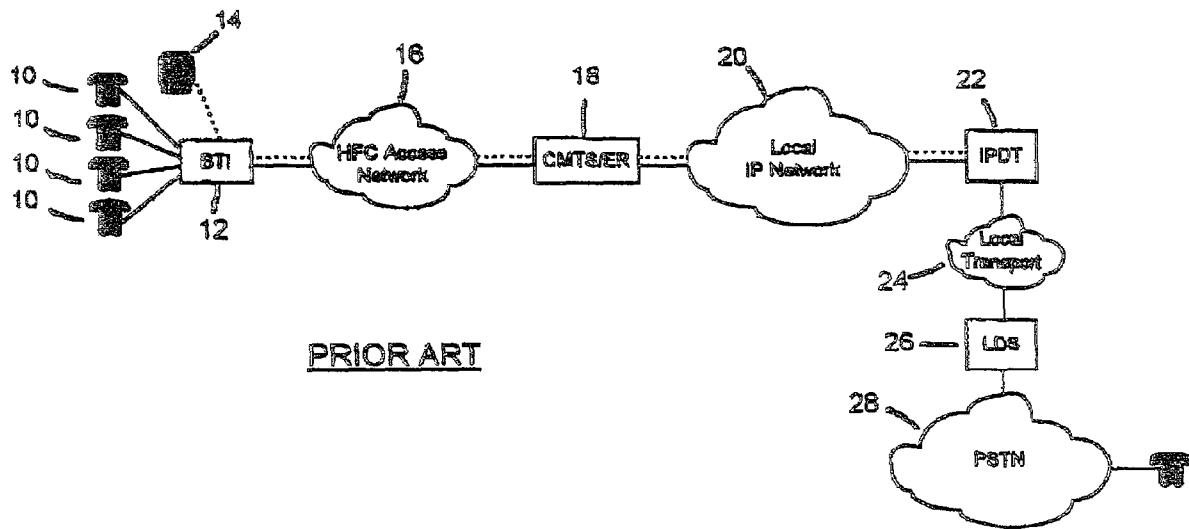 14
10
10
10
10
BTI
12
16
HFC Access
Network
18
CMTS/ER
20
Local
IP Network
22
IPDT
Local
Transport
24
26
LDS
28
PSTN
PRIOR ART